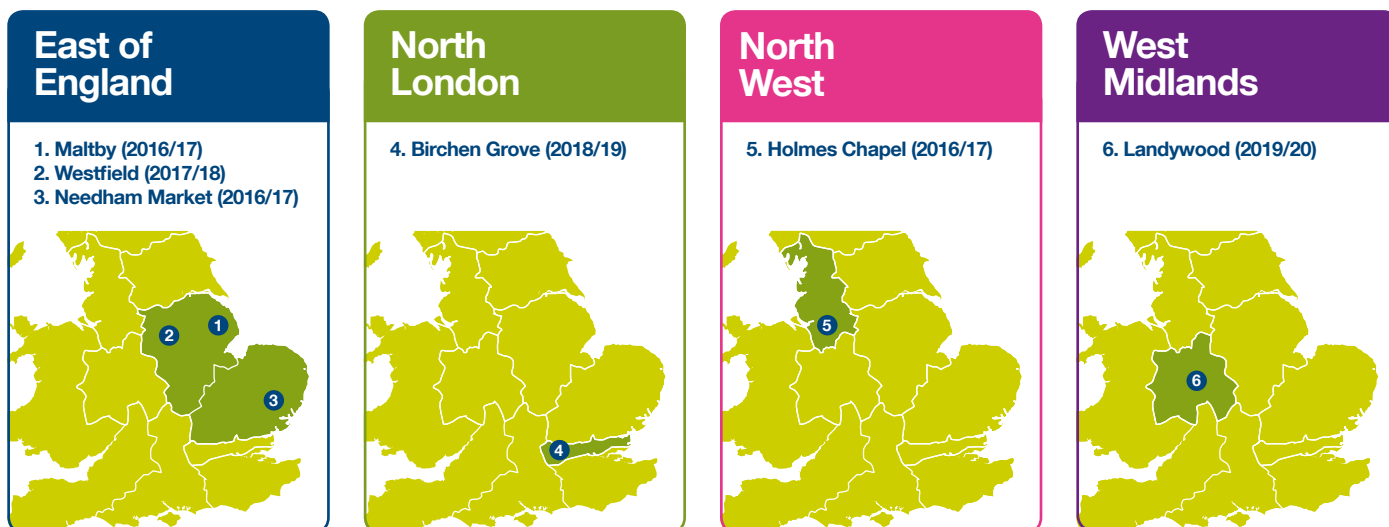 East of
England
1. Maltby (2016/17)
2. Westfield (2017/18)
3. Needham Market (2016/17)
2
1
3
North
London
4. Birchen Grove (2018/19)
4
North
West
5. Holmes Chapel (2016/17)
5
West
Midlands
6. Landywood (2019/20)
6